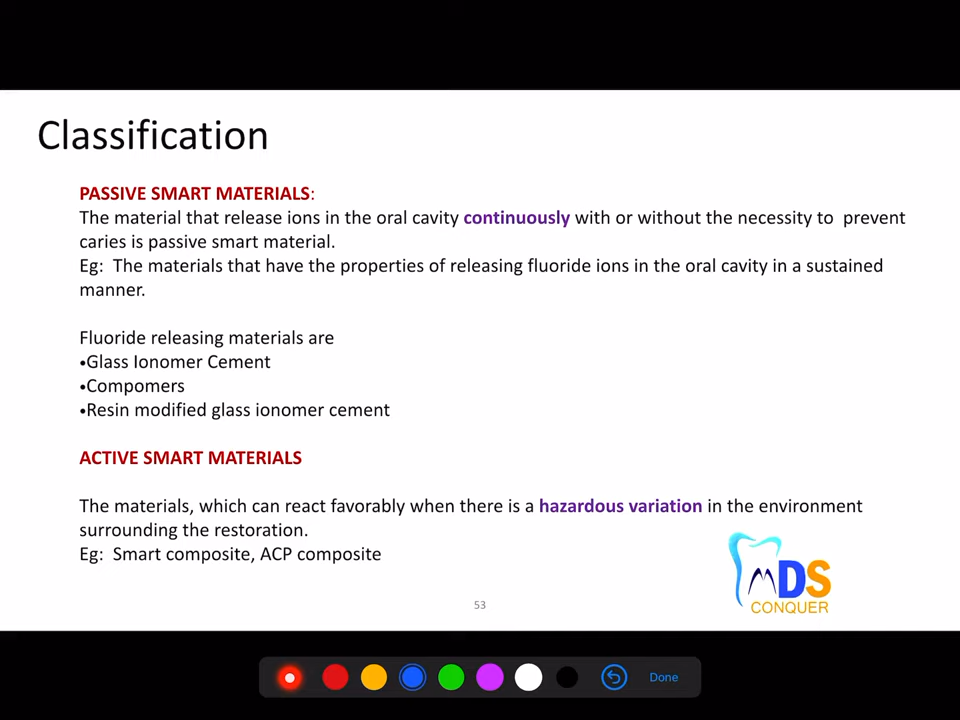 Classification
PASSIVE SMART MATERIALS:
The material that release ions in the oral cavity continuously with or without the necessity to  prevent
caries is passive smart material.
Eg:  The materials that have the properties of releasing fluoride ions in the oral cavity in a sustained
manner.
Fluoride releasing materials are
•Glass Ionomer Cement
•Compomers
•Resin modified glass ionomer cement
ACTIVE SMART MATERIALS
The materials, which can react favorably when there is a hazardous variation in the environment
surrounding the restoration.
Eg:  Smart composite, ACP composite
MDS
CONQUER
53
Done